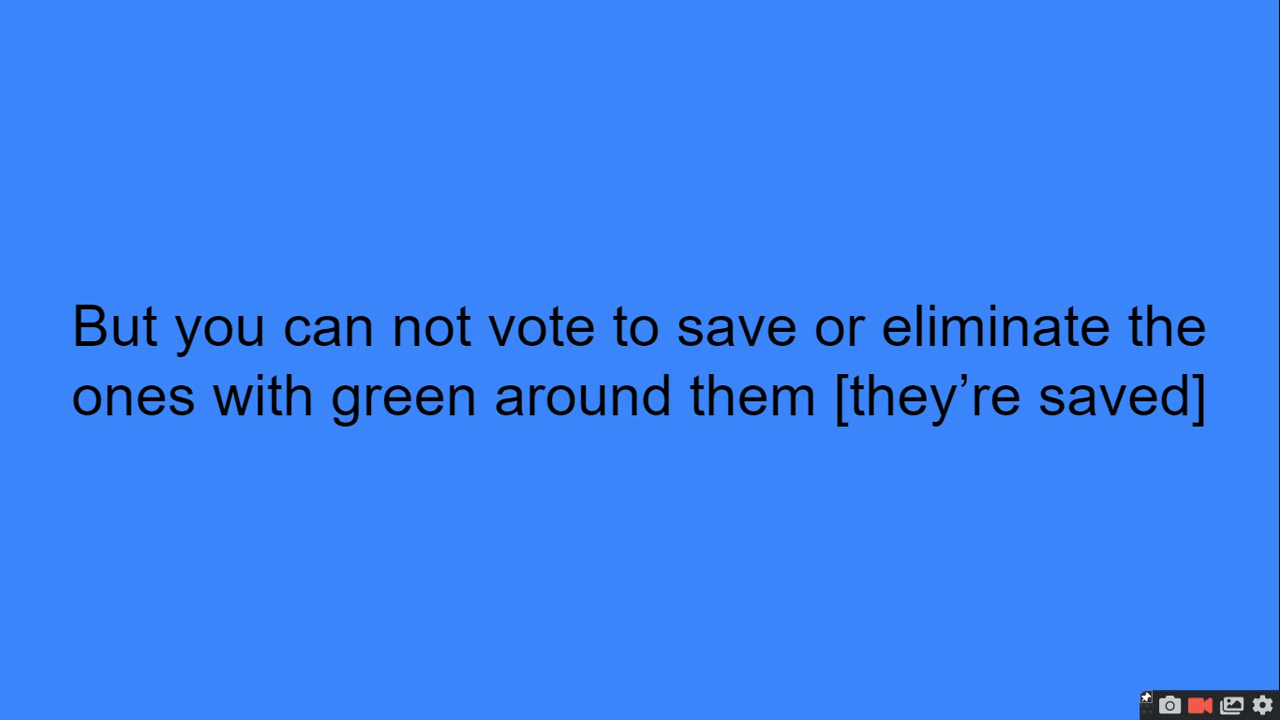 But you can not vote to save or eliminate the
ones with green around them [they’re saved]